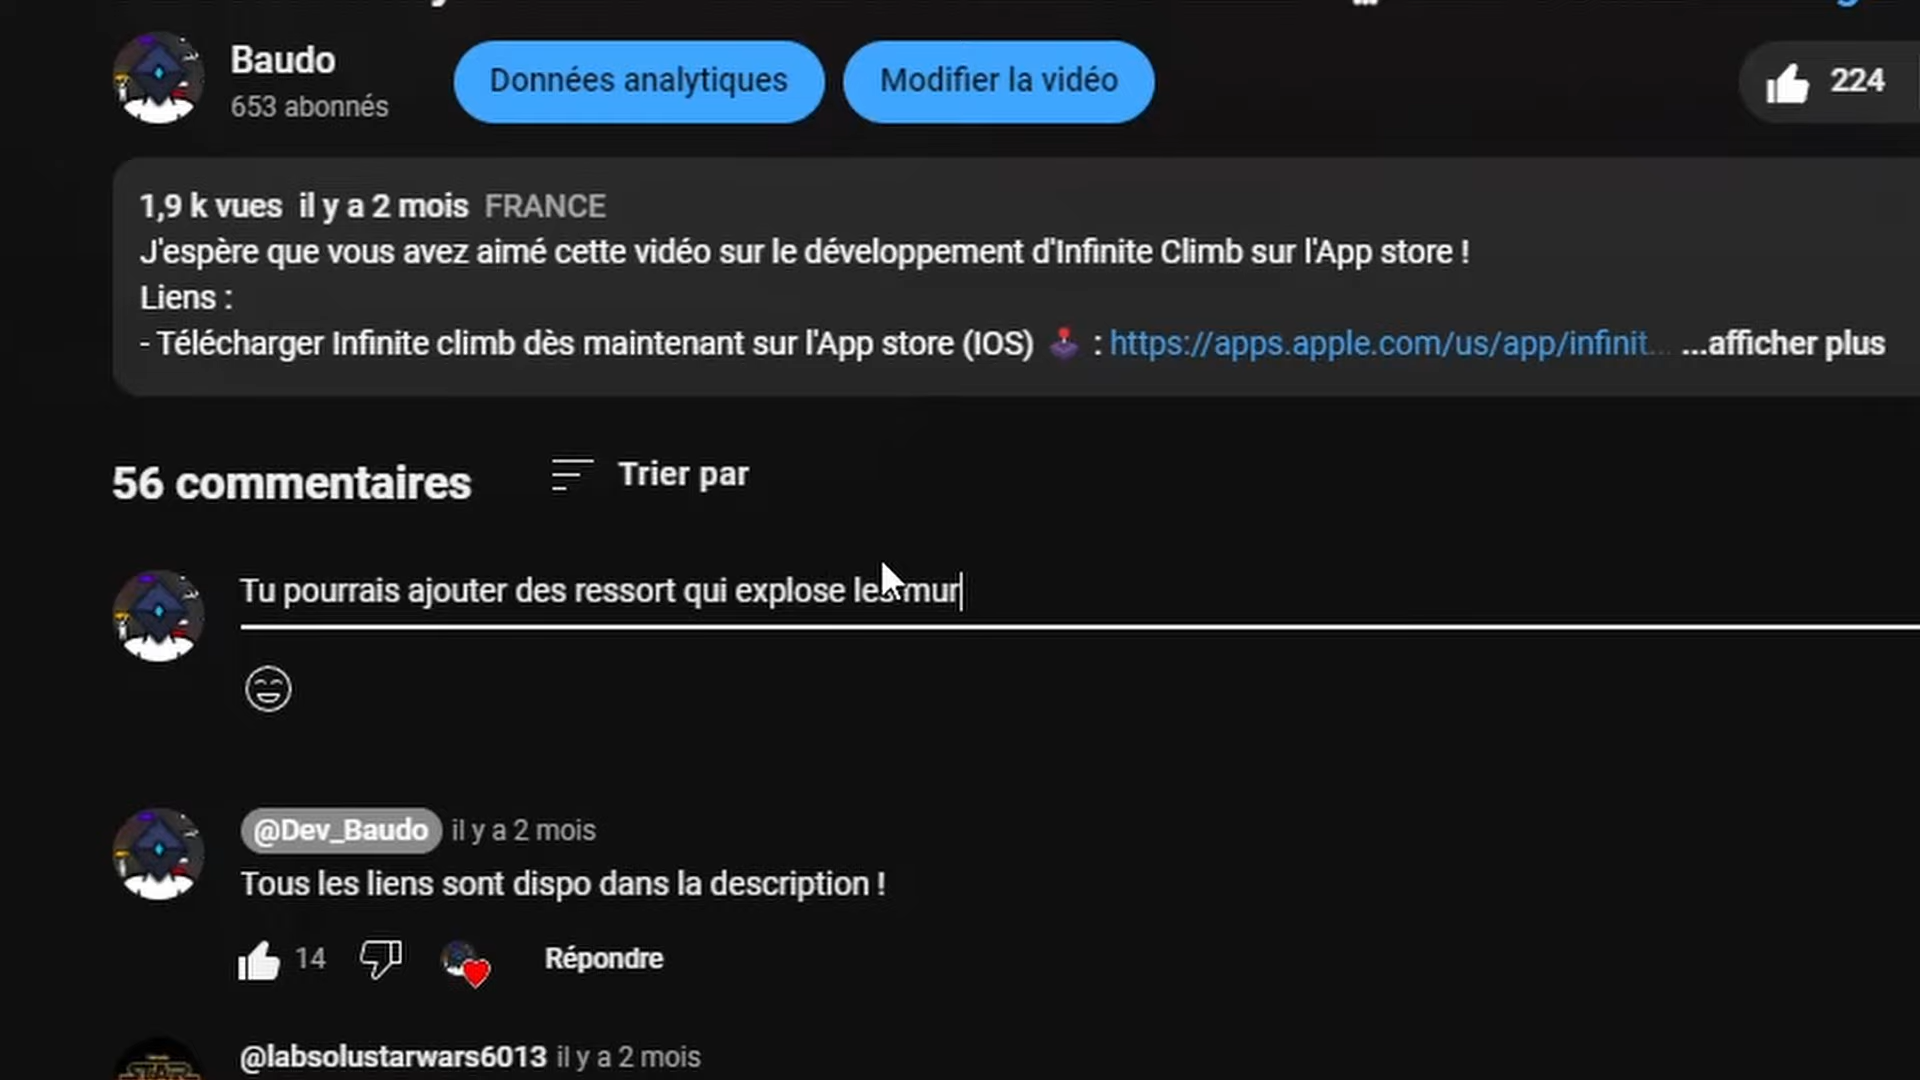 Baudo
653 abonnés
Données analytiques
Modifier la vidéo
224
1,9 k vues il y a 2 mois FRANCE
J'espère que vous avez aimé cette vidéo sur le développement d'Infinite Climb sur l'App store !
Liens :
- Télécharger Infinite climb dès maintenant sur l'App store (IOS) 🕹️ : https://apps.apple.com/us/app/infinit... ...afficher plus
56 commentaires
Trier par
Tu pourrais ajouter des ressort qui explose les mur
@Dev_Baudo il y a 2 mois
Tous les liens sont dispo dans la description !
14
Répondre
@labsolustarwars6013 il y a 2 mois